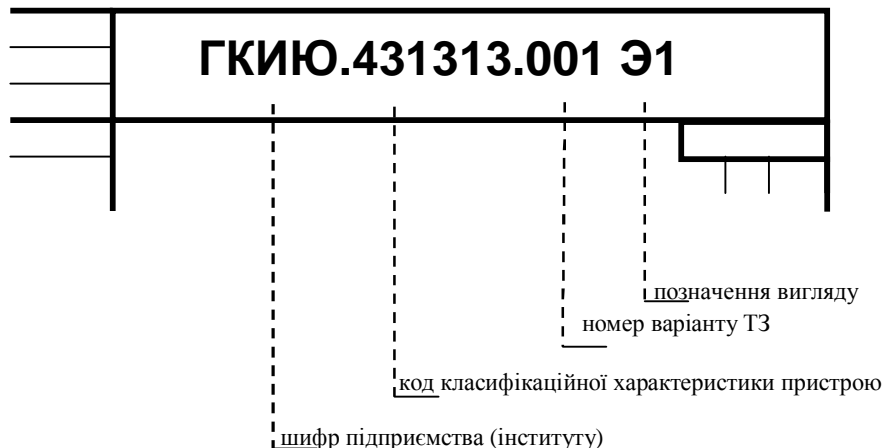 ГКИЮ.431313.001 Э1
позначення вигляду
номер варіанту ТЗ
код класифікаційної характеристики пристрою
шифр підприємства (інституту)